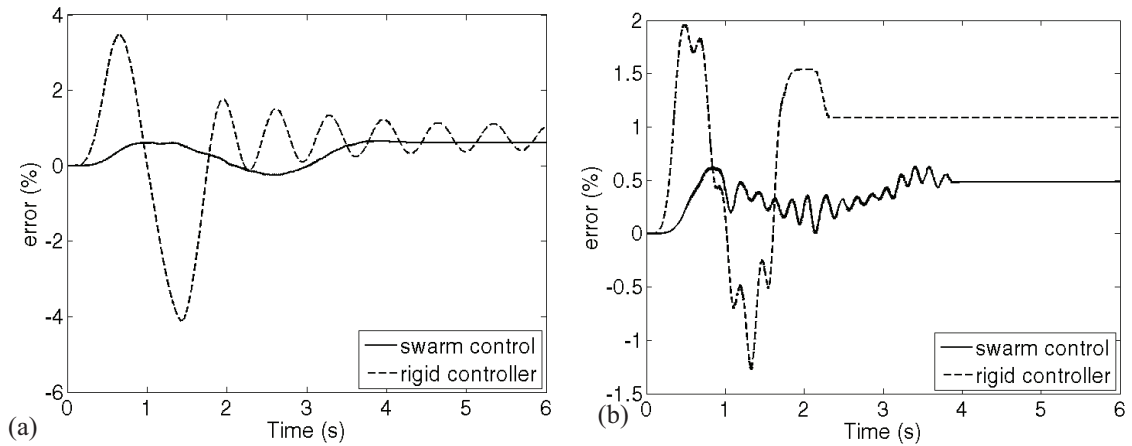 4
2
0
-2
-4
-6
error (%)
0 1 2 3 4 5 6
Time (s)
swarm control
rigid controller
(a)
2
1.5
1
0.5
0
-0.5
-1
-1.5
error (%)
0 1 2 3 4 5 6
Time (s)
swarm control
rigid controller
(b)